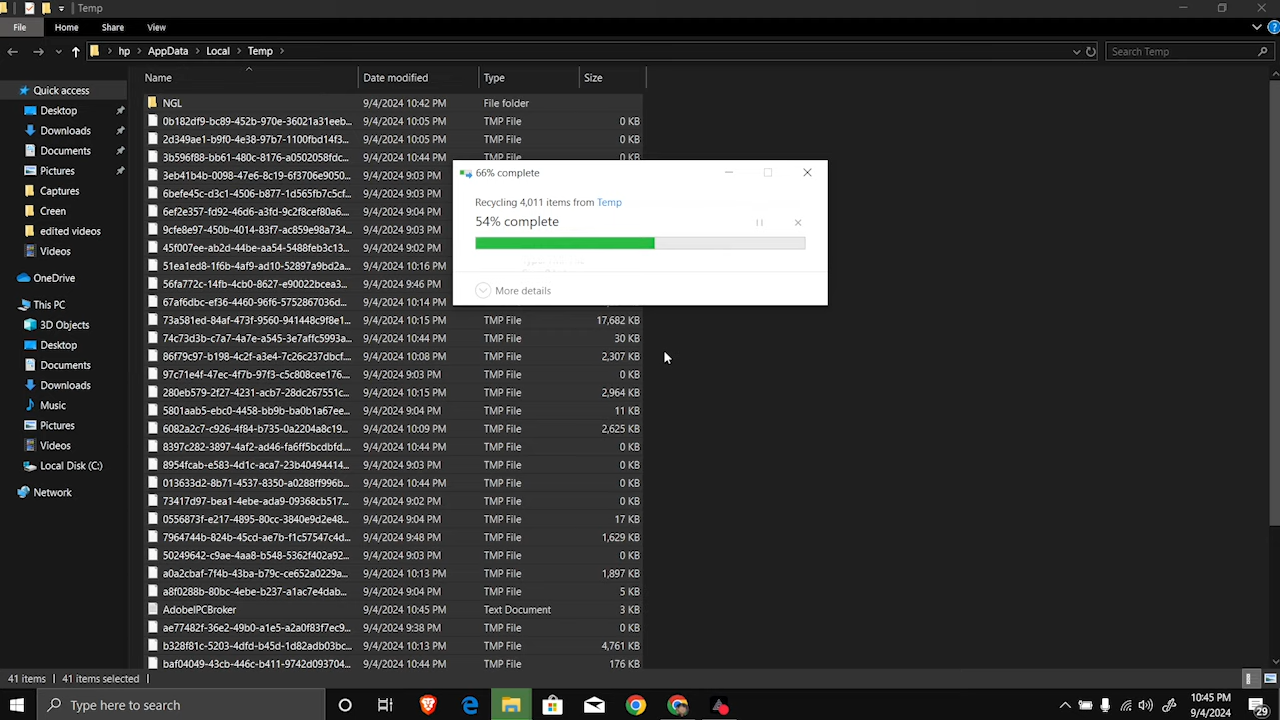 Temp
File
Home
Share
View
hp
AppData
Local
Temp
Search Temp
Name
Date modified
Type
Size
Quick access
Desktop
Downloads
Documents
Pictures
Captures
Creen
edited videos
Videos
OneDrive
This PC
3D Objects
Desktop
Documents
Downloads
Music
Pictures
Videos
Local Disk (C:)
Network
NGL 9/4/2024 10:42 PM File folder
0b182df9-bc89-452b-970e-36021a31eeb... 9/4/2024 10:05 PM TMP File 0 KB
2d349ae1-b9f0-4e38-97b7-1100fbd14f3... 9/4/2024 10:05 PM TMP File 0 KB
3b596f88-bb61-480c-8176-a0502058fdc... 9/4/2024 10:44 PM TMP File 0 KB
3eb41b4e-0098-47e6-8c19-6f3706e9050... 9/4/2024 9:03 PM
6befe45c-d3c1-4506-b877-1d565fb7c5cf... 9/4/2024 9:03 PM
9/4/2024 9:03 PM
9/4/2024 9:03 PM
45f007ee-ab2d-44be-aa54-5488feb3c13... 9/4/2024 9:03 PM
51ea1ed8-16f1-4b6f-af9-9/4/2024 10:16 PM
9/4/2024 9:46 PM
67af6dbc-ef36-4460-96f6-5752867036d... 9/4/2024 10:14 PM
73a581ed-84af-473f-9560-941448c9f8e1... 9/4/2024 10:15 PM TMP File 17,682 KB
74c73d3b-c7a7-4a7e-a545-3e7affc5993a... 9/4/2024 10:44 PM TMP File 30 KB
86f79c97-b198-4c2f-a3e4-7c26c237dbcf... 9/4/2024 10:08 PM TMP File 2,307 KB
97c71e4f-47ec-4f7b-97f3-c5c808cec176... 9/4/2024 9:03 PM TMP File 0 KB
280eb579-2f27-4231-acb7-28dc267551c... 9/4/2024 10:15 PM TMP File 2,964 KB
5801aab5-ebc0-4458-bb9b-ba0b1a67ee... 9/4/2024 9:04 PM TMP File 11 KB
6082a2c7-c926-4f84-b735-0a2204a8c19... 9/4/2024 10:09 PM TMP File 2,625 KB
8397c282-3897-4af2-ad46-fa6ff5bcdbfd... 9/4/2024 10:44 PM TMP File 0 KB
8954fcab-e583-4d1c-aca7-23b40494414... 9/4/2024 9:03 PM TMP File 0 KB
013633d2-8b71-4537-8350-a0288ff996b... 9/4/2024 10:44 PM TMP File 0 KB
73417d97-bea1-4ebe-ada9-09368cb517... 9/4/2024 9:02 PM TMP File 0 KB
0556873f-e217-4895-80cc-3840e9d2e48... 9/4/2024 9:04 PM TMP File 17 KB
7964744b-824b-45cd-ae7b-f1c57547c4d... 9/4/2024 9:48 PM TMP File 1,629 KB
50249642-c9ae-4aa8-b548-5362f402a92... 9/4/2024 9:03 PM TMP File 0 KB
a0a2cbaf-7f4b-43ba-b79c-ce652a0229a... 9/4/2024 10:13 PM TMP File 1,897 KB
a8f0288b-80bc-4ebe-b237-a1ac7e4dab... 9/4/2024 9:04 PM TMP File 5 KB
AdobeIPCBroker 9/4/2024 10:45 PM Text Document 3 KB
ae77482f-36e2-49b0-a1e5-a2a0f83f7ec9... 9/4/2024 9:38 PM TMP File 0 KB
b328f81c-5203-4dfd-b45d-1d82adb03bc... 9/4/2024 10:13 PM TMP File 4,761 KB
baf04049-43cb-446c-b411-9742d093704... 9/4/2024 10:44 PM TMP File 176 KB
66% complete
Recycling 4,011 items from Temp
54% complete
More details
41 items
41 items selected
Type here to search
10:45 PM
9/4/2024
29